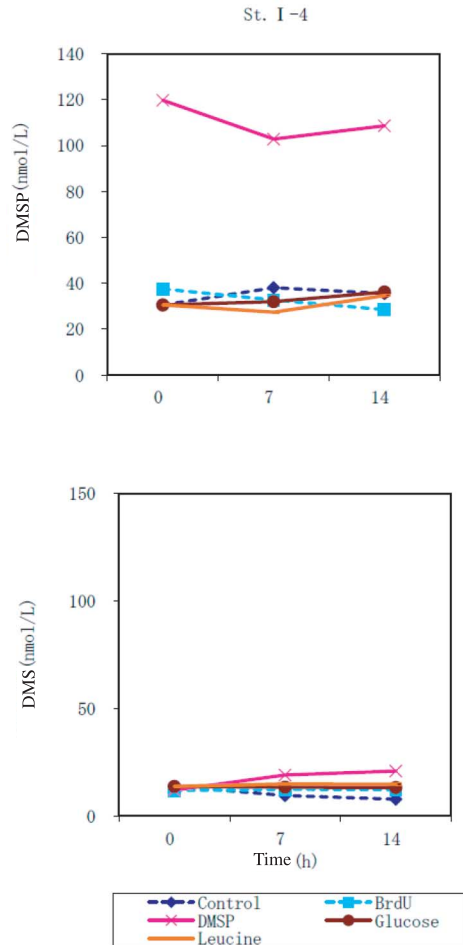 St. Ⅰ-4
140
120
100
80
60
40
20
0
DMSP(nmol/L)
0 7 14
150
100
50
0
DMS(nmol/L)
0 7 14
Time(h)
Control BrdU
DMSP Glucose
Leucine